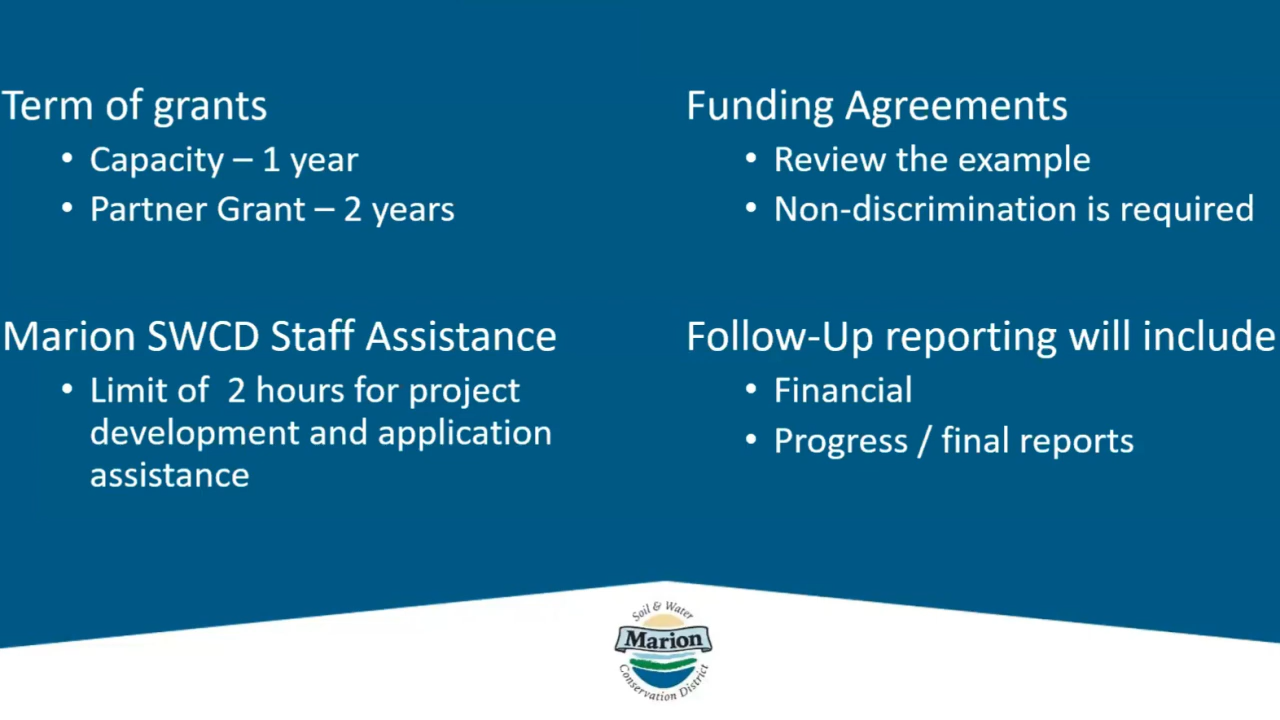 Term of grants
• Capacity – 1 year
• Partner Grant – 2 years
Funding Agreements
• Review the example
• Non-discrimination is required
Marion SWCD Staff Assistance
• Limit of  2 hours for project
development and application
assistance
Follow-Up reporting will include
• Financial
• Progress / final reports
Soil & Water
Marion
Conservation District